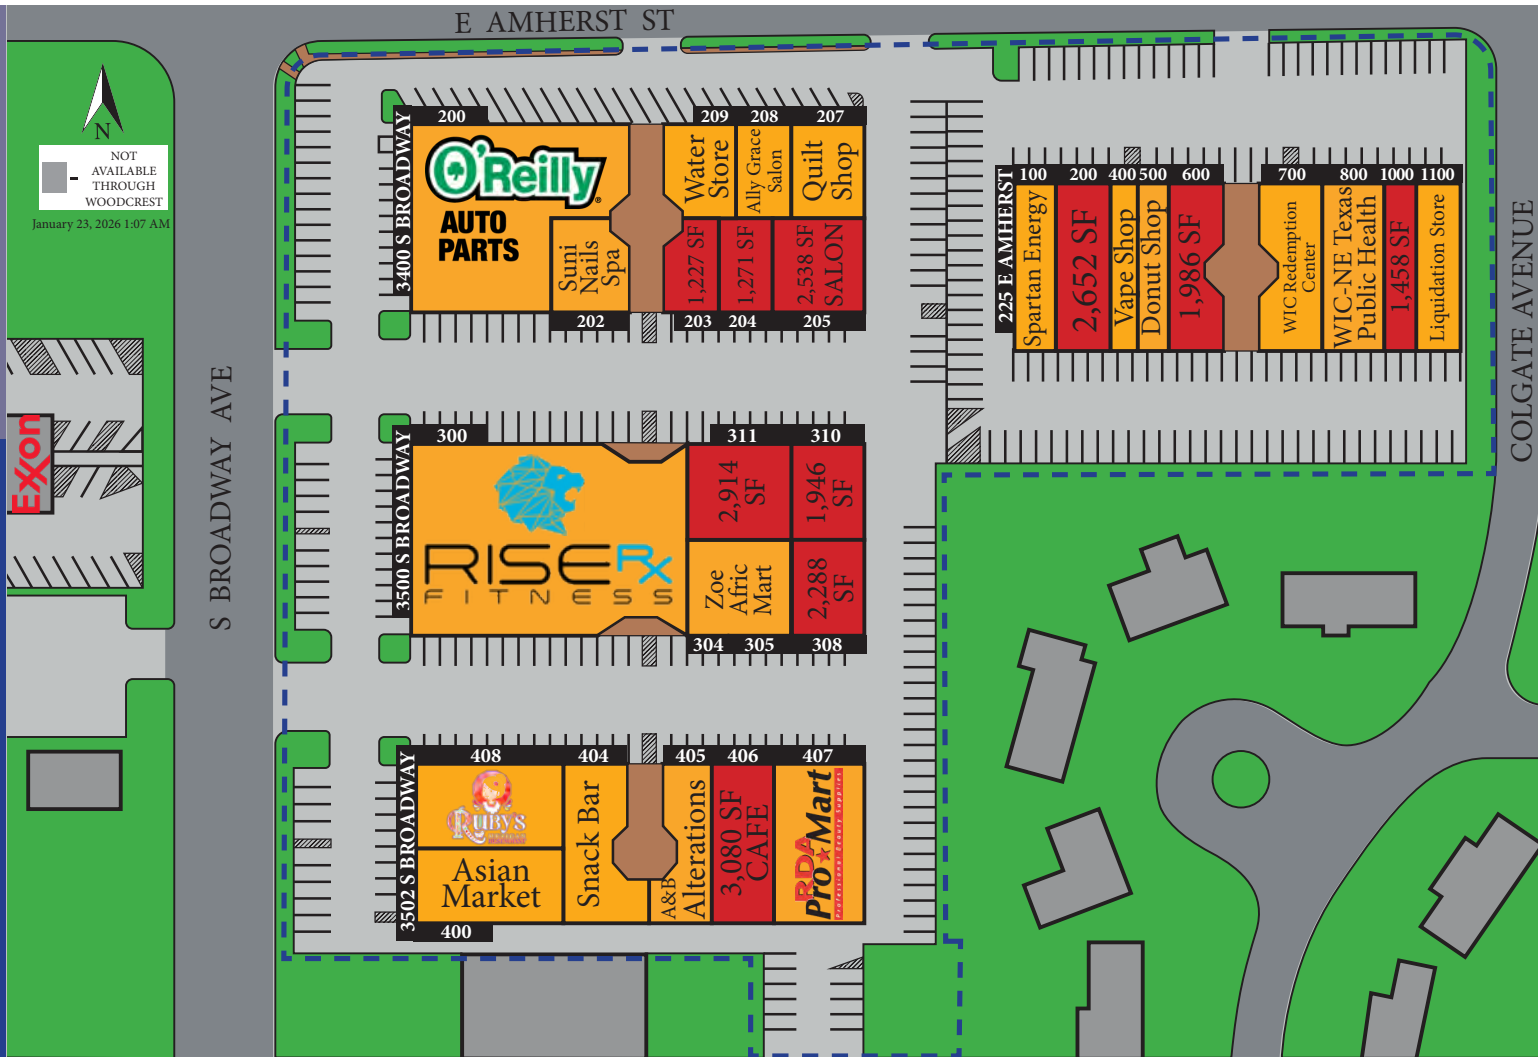 E AMHERST ST
N
NOT
AVAILABLE
THROUGH
WOODCREST
January 23, 2026 1:07 AM
S BROADWAY AVE
COLGATE AVENUE
Exxon
3400 S BROADWAY
200
209
208
207
O'Reilly
AUTO
PARTS
Water
Store
Ally Grace
Salon
Quilt
Shop
Suni
Nails
Spa
1,227 SF
1,271 SF
2,538 SF
SALON
202
203
204
205
225 E AMHERST
100
200
400
500
600
700
800
1000
1100
Spartan Energy
2,652 SF
Vape Shop
Donut Shop
1,986 SF
WIC Redemption
Center
WIC-NE Texas
Public Health
1,458 SF
Liquidation Store
3500 S BROADWAY
300
311
310
RISE Rx
FITNESS
2,914
SF
1,946
SF
Zoe
Afric
Mart
2,288
SF
304
305
308
3502 S BROADWAY
408
404
405
406
407
RUBY'S
Asian
Market
Snack Bar
A&B
Alterations
3,080 SF
CAFE
RDA
Pro Mart
Professional Beauty Supplies
400